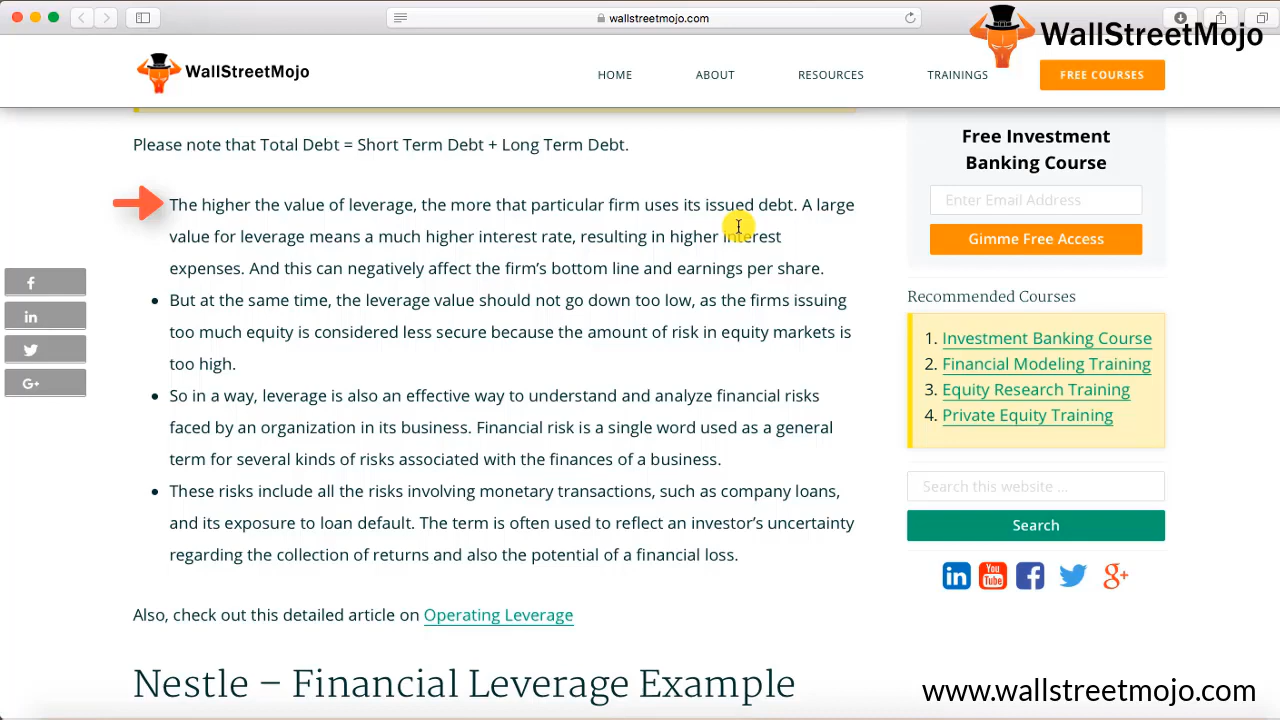 wallstreetmojo.com
WallStreetMojo
WallStreetMojo
HOME
ABOUT
RESOURCES
TRAININGS
FREE COURSES
Please note that Total Debt = Short Term Debt + Long Term Debt.
The higher the value of leverage, the more that particular firm uses its issued debt. A large
value for leverage means a much higher interest rate, resulting in higher interest
expenses. And this can negatively affect the firm’s bottom line and earnings per share.
But at the same time, the leverage value should not go down too low, as the firms issuing
too much equity is considered less secure because the amount of risk in equity markets is
too high.
So in a way, leverage is also an effective way to understand and analyze financial risks
faced by an organization in its business. Financial risk is a single word used as a general
term for several kinds of risks associated with the finances of a business.
These risks include all the risks involving monetary transactions, such as company loans,
and its exposure to loan default. The term is often used to reflect an investor’s uncertainty
regarding the collection of returns and also the potential of a financial loss.
Also, check out this detailed article on Operating Leverage
Nestle – Financial Leverage Example
Free Investment
Banking Course
Enter Email Address
Gimme Free Access
Recommended Courses
1. Investment Banking Course
2. Financial Modeling Training
3. Equity Research Training
4. Private Equity Training
Search this website ...
Search
f
in
G+
in
You
Tube
f
g+
www.wallstreetmojo.com